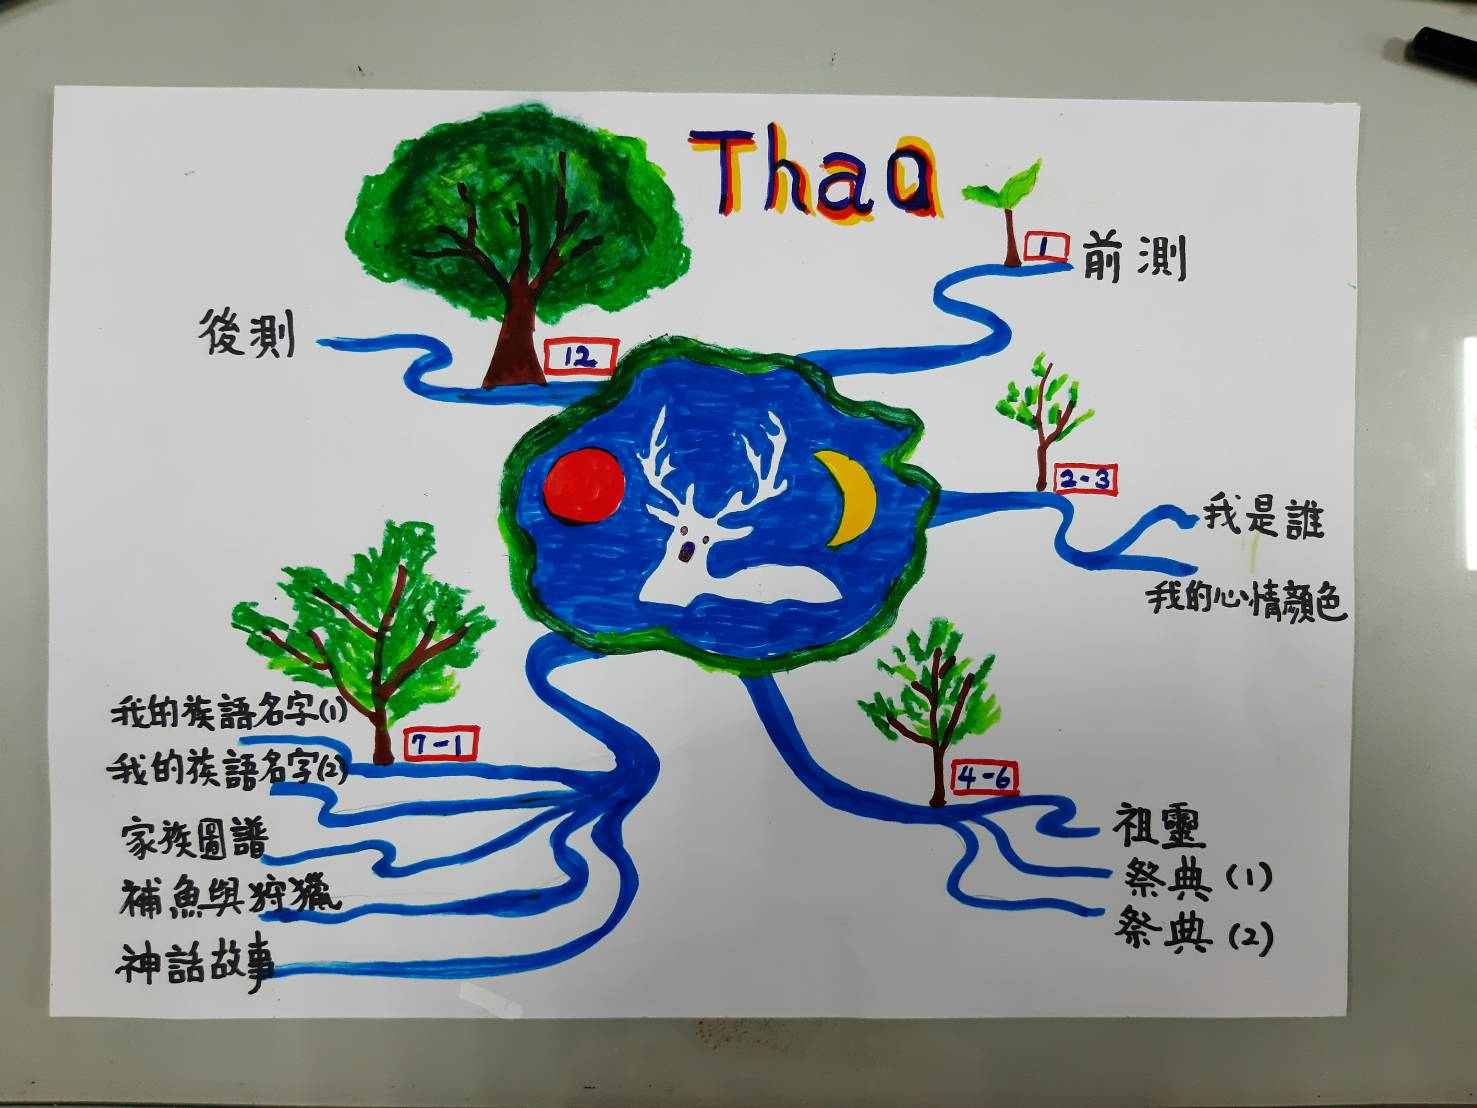 Thao
1
前測
2-3
我是誰
我的心情顏色
4-6
祖靈
祭典(1)
祭典(2)
7-1
我的族語名字(1)
我的族語名字(2)
家族圖譜
補魚與狩獵
神話故事
12
後測